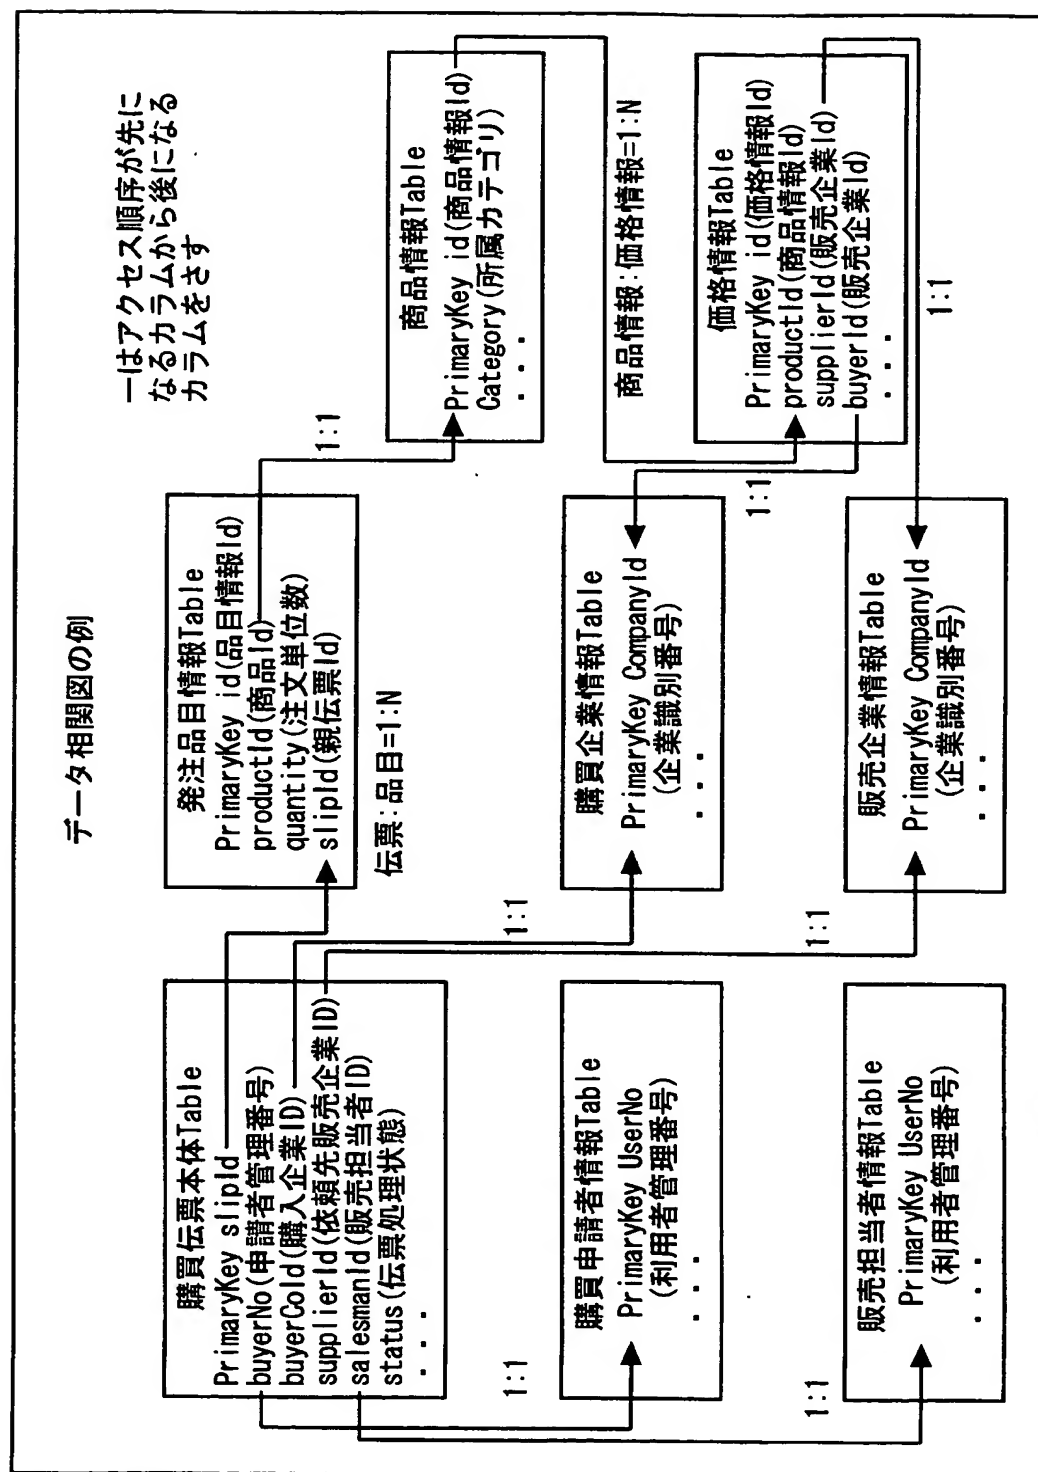 データ相関図の例
―はアクセス順序が先に
なるカラムから後になる
カラムをさす
購買伝票本体Table
PrimaryKey slipId
buyerNo(申請者管理番号)
buyerCoId(購入企業ID)
supplierId(依頼先販売企業ID)
salesmanId(販売担当者ID)
status(伝票処理状態)
・・・
発注品目情報Table
PrimaryKey id(品目情報Id)
productId(商品Id)
quantity(注文単位数)
slipId(親伝票Id)
伝票:品目=1:N
1:1
商品情報Table
PrimaryKey id(商品情報Id)
Category(所属カテゴリ)
・・・
商品情報:価格情報=1:N
1:1
購買申請者情報Table
PrimaryKey UserNo
(利用者管理番号)
・・・
1:1
購買企業情報Table
PrimaryKey CompanyId
(企業識別番号)
・・・
1:1
価格情報Table
PrimaryKey id(価格情報Id)
productId(商品情報Id)
supplierId(販売企業Id)
buyerId(販売企業Id)
・・・
1:1
1:1
販売担当者情報Table
PrimaryKey UserNo
(利用者管理番号)
・・・
1:1
販売企業情報Table
PrimaryKey CompanyId
(企業識別番号)
・・・
1:1